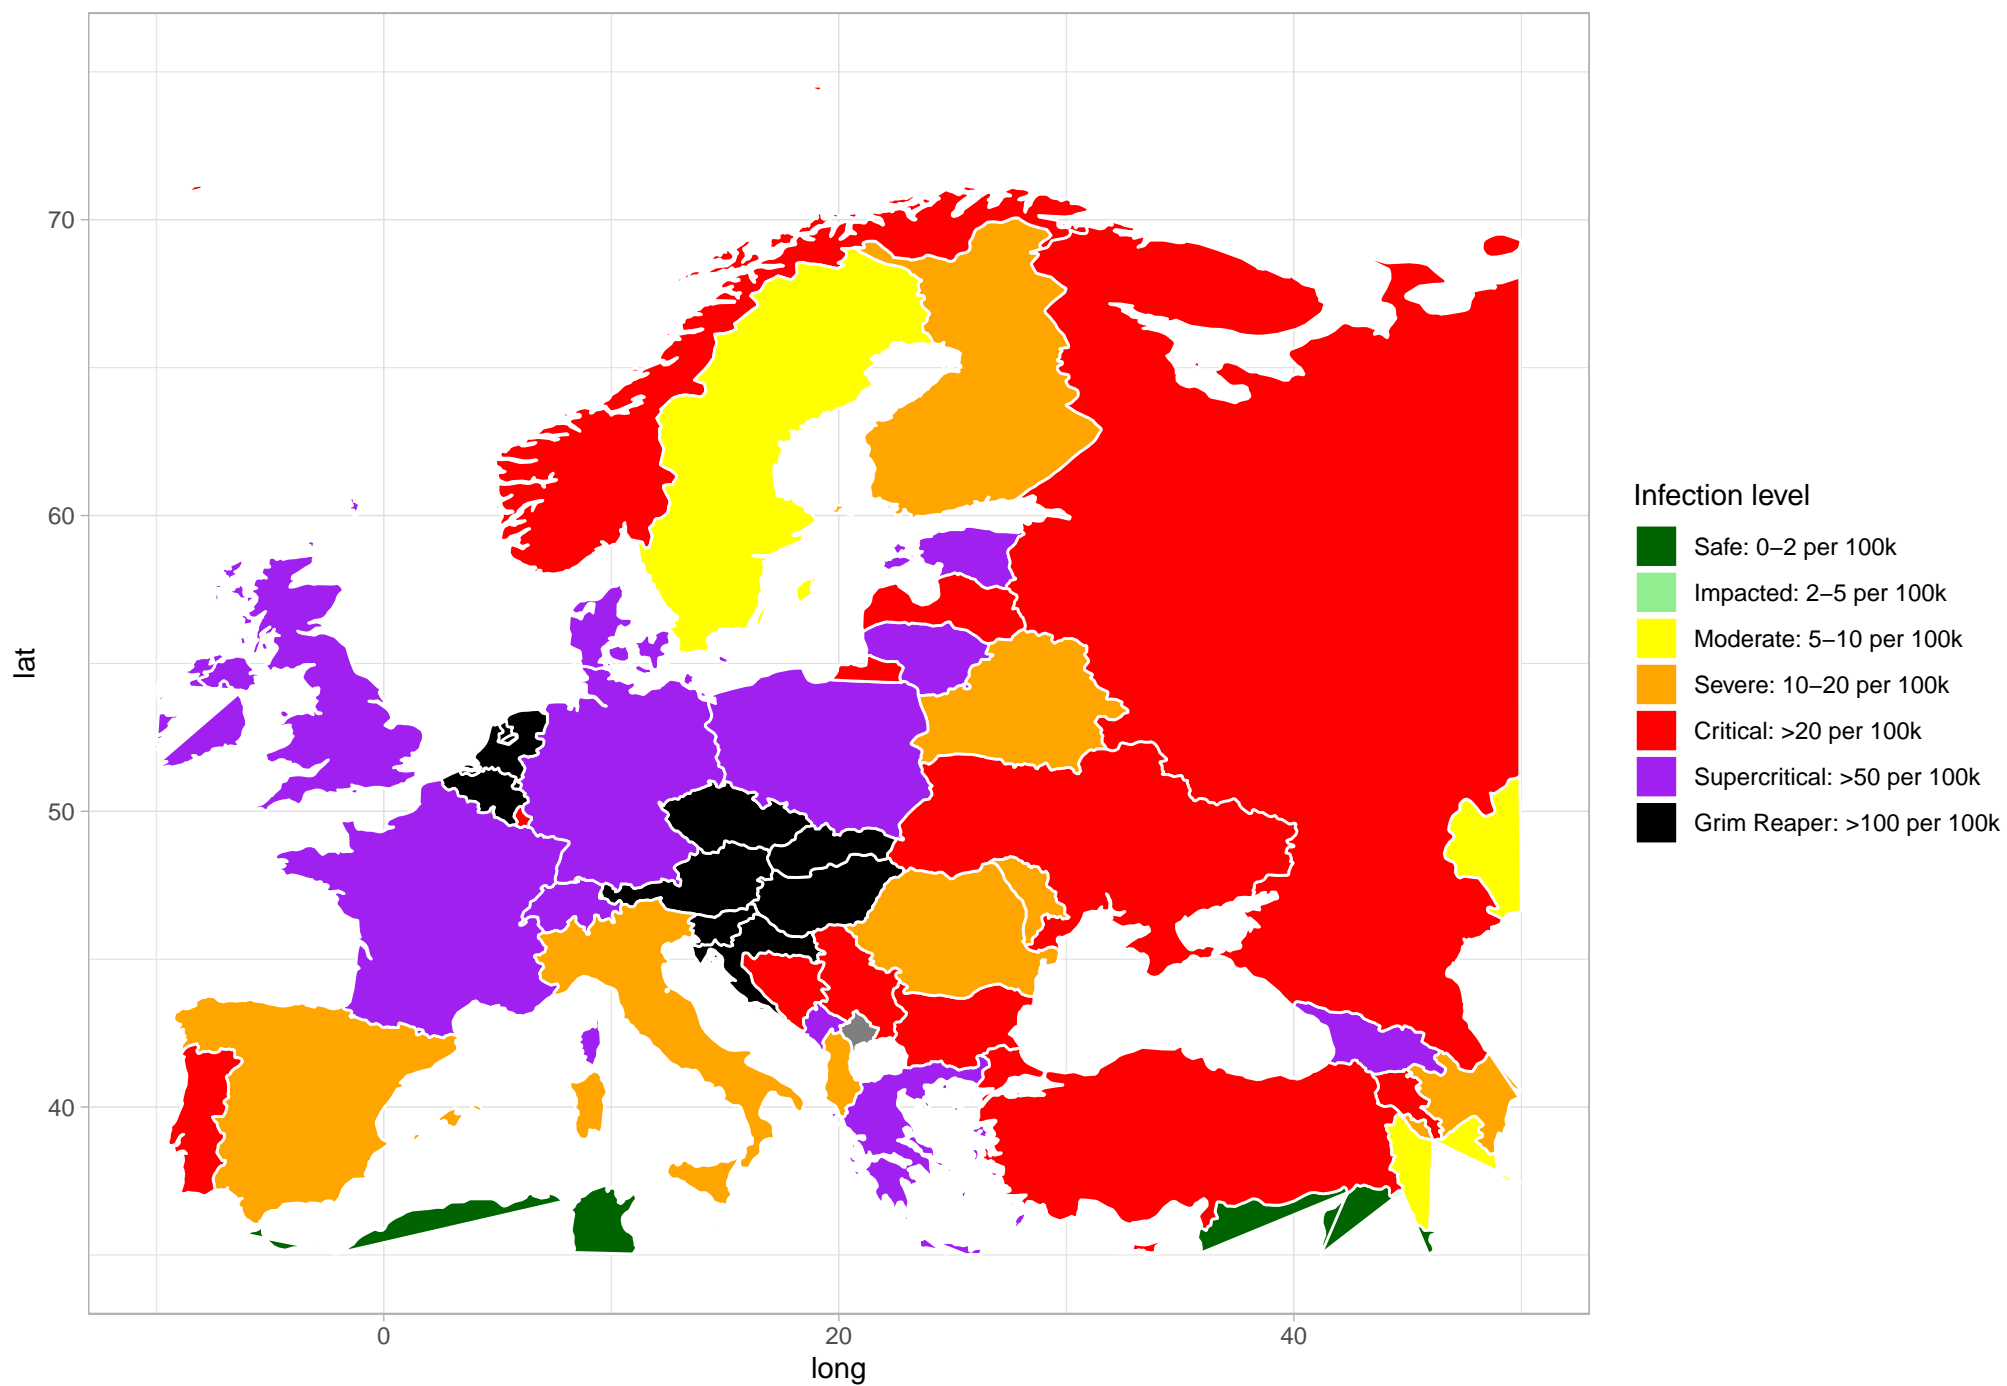 70
60
50
40
lat
0
20
40
long
Infection level
Safe: 0−2 per 100k
Impacted: 2−5 per 100k
Moderate: 5−10 per 100k
Severe: 10−20 per 100k
Critical: >20 per 100k
Supercritical: >50 per 100k
Grim Reaper: >100 per 100k